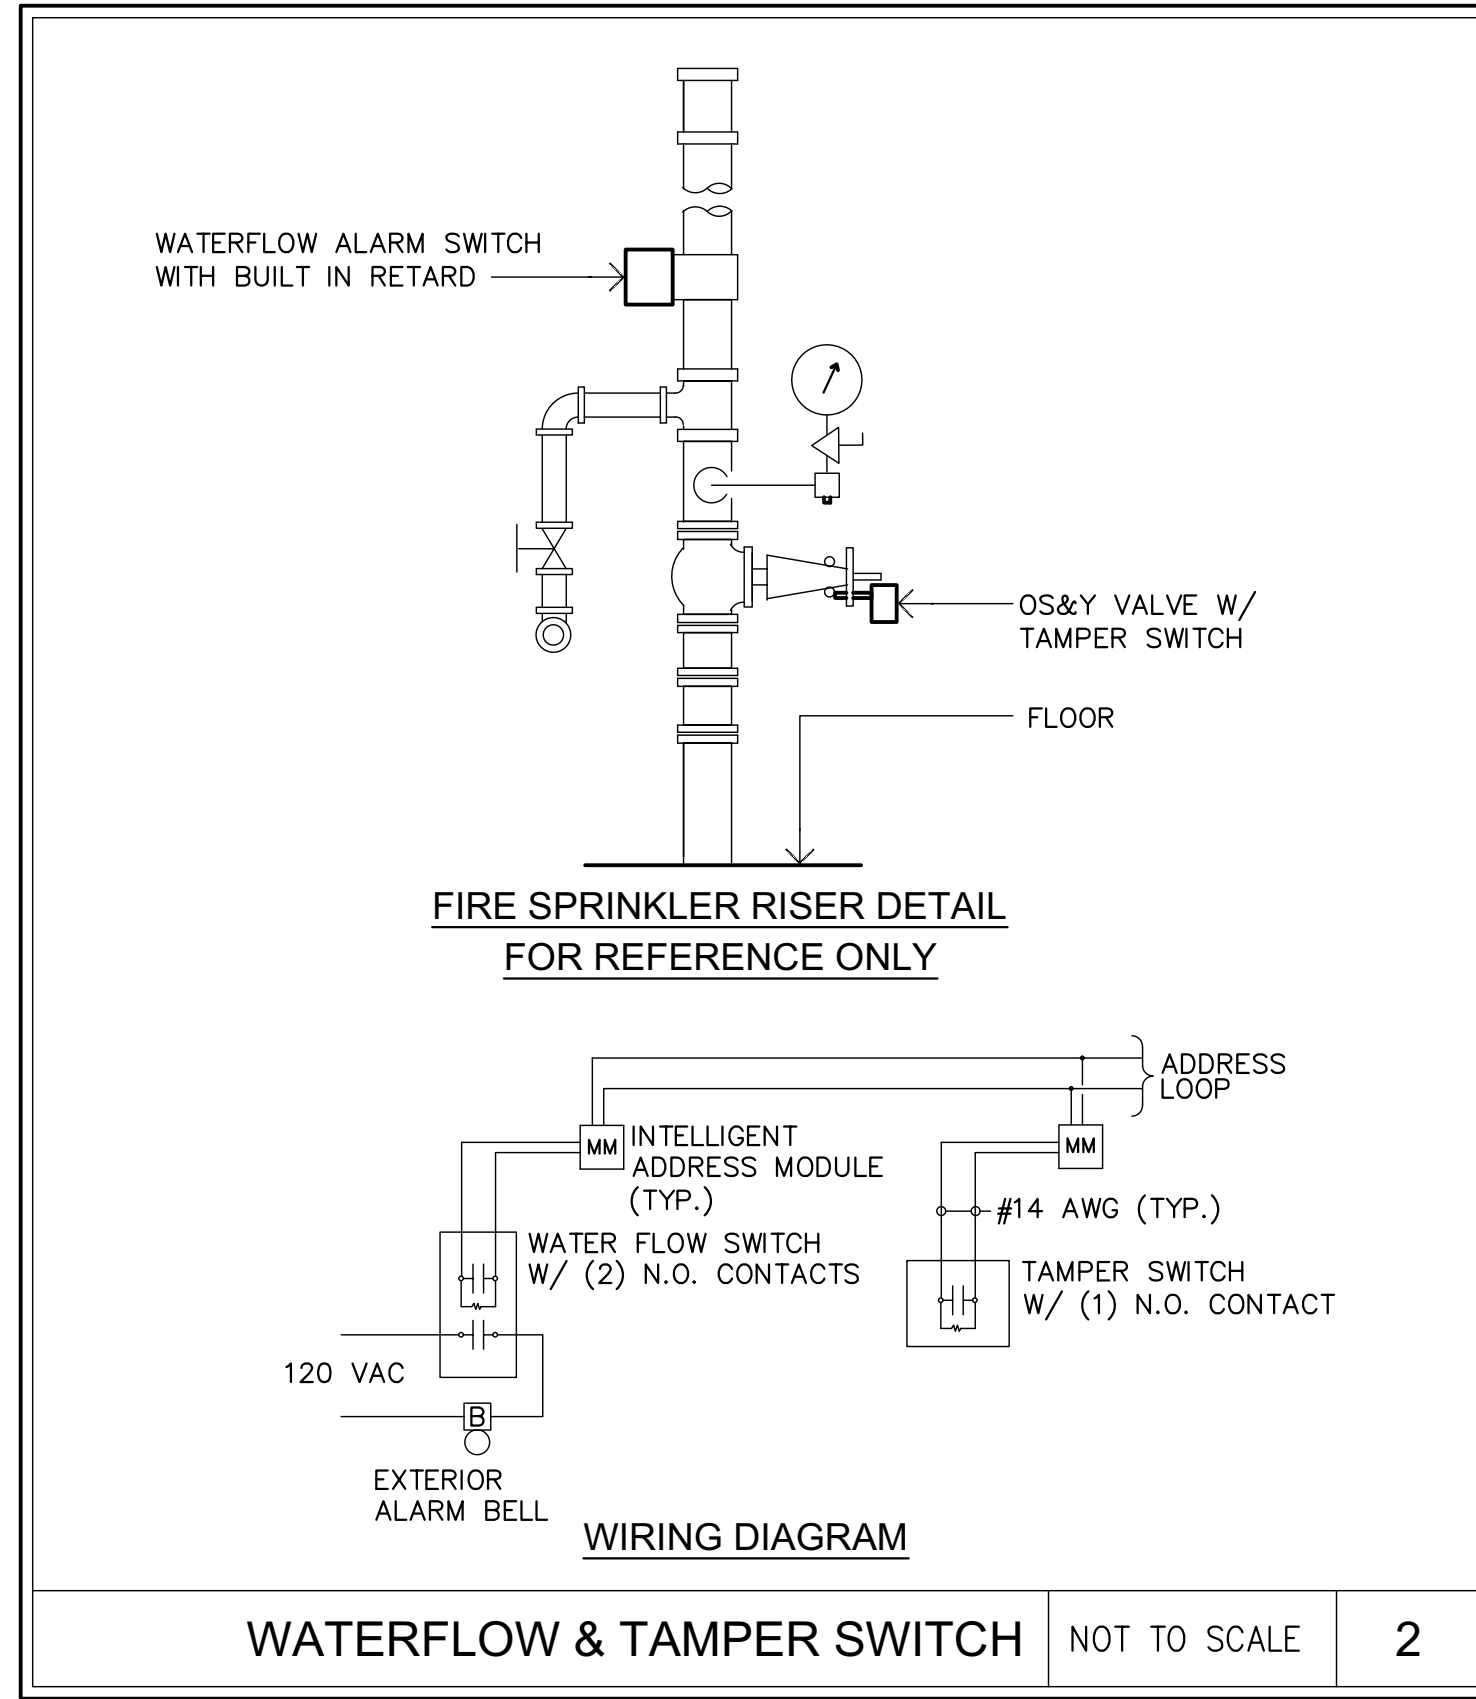 WATERFLOW ALARM SWITCH
WITH BUILT IN RETARD
OS&Y VALVE W/
TAMPER SWITCH
FLOOR
FIRE SPRINKLER RISER DETAIL
FOR REFERENCE ONLY
ADDRESS
LOOP
MM
INTELLIGENT
ADDRESS MODULE
(TYP.)
MM
#14 AWG (TYP.)
WATER FLOW SWITCH
W/ (2) N.O. CONTACTS
TAMPER SWITCH
W/ (1) N.O. CONTACT
120 VAC
B
EXTERIOR
ALARM BELL
WIRING DIAGRAM
WATERFLOW & TAMPER SWITCH
NOT TO SCALE
2